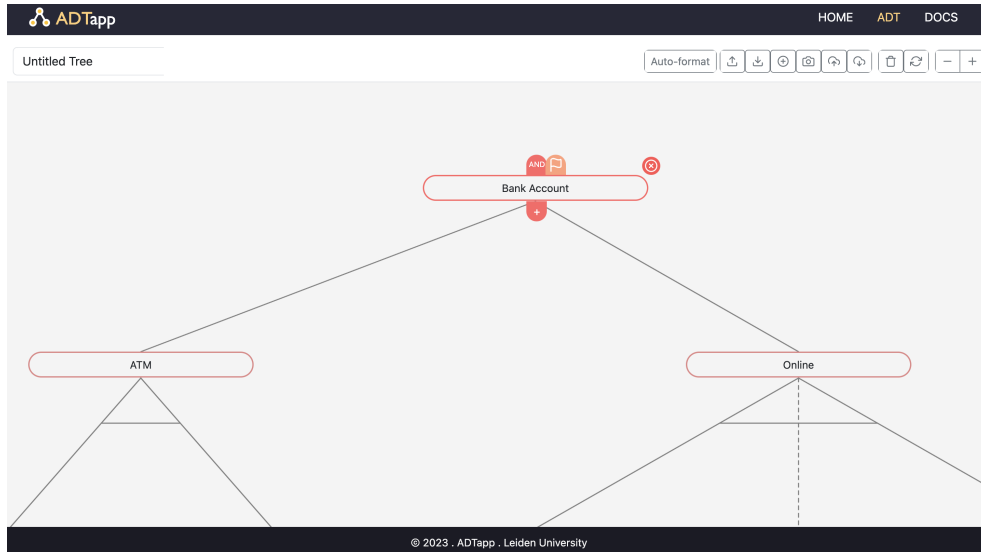 ADTapp
HOME ADT DOCS
Untitled Tree
Auto-format
AND
Bank Account
+
ATM
Online
© 2023 . ADTapp . Leiden University